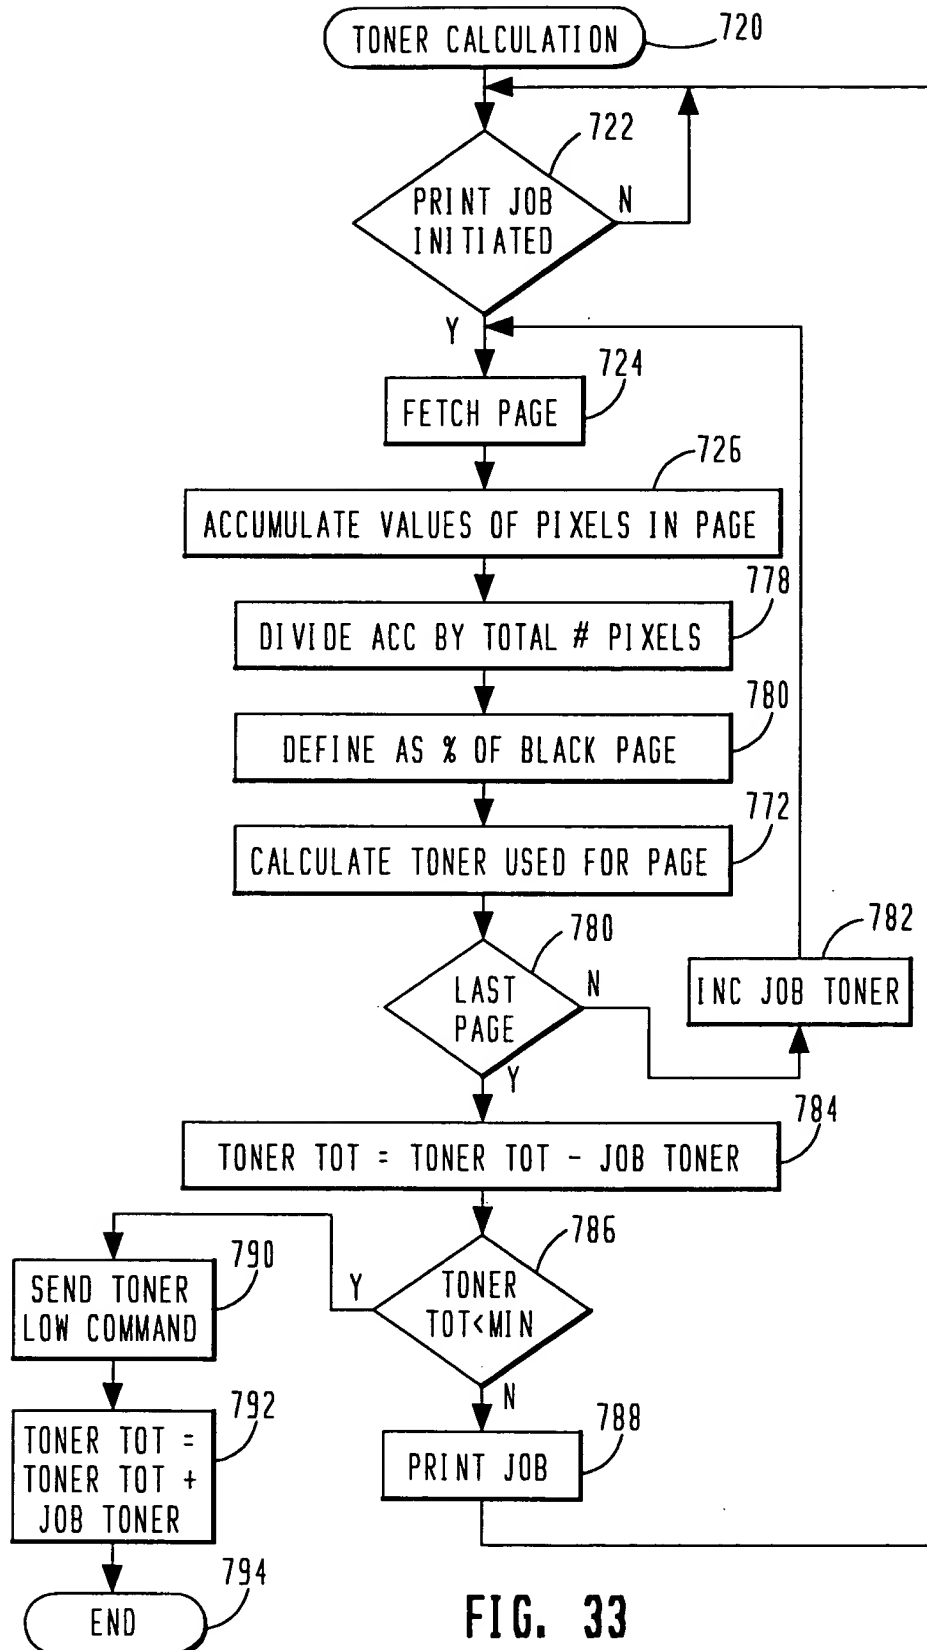 TONER CALCULATION
720
722
PRINT JOB
INITIATED
N
Y
724
FETCH PAGE
726
ACCUMULATE VALUES OF PIXELS IN PAGE
778
DIVIDE ACC BY TOTAL # PIXELS
780
DEFINE AS % OF BLACK PAGE
772
CALCULATE TONER USED FOR PAGE
780
LAST
PAGE
N
Y
782
INC JOB TONER
784
TONER TOT = TONER TOT - JOB TONER
786
TONER
TOT<MIN
Y
N
790
SEND TONER
LOW COMMAND
792
TONER TOT =
TONER TOT +
JOB TONER
788
PRINT JOB
794
END
FIG. 33